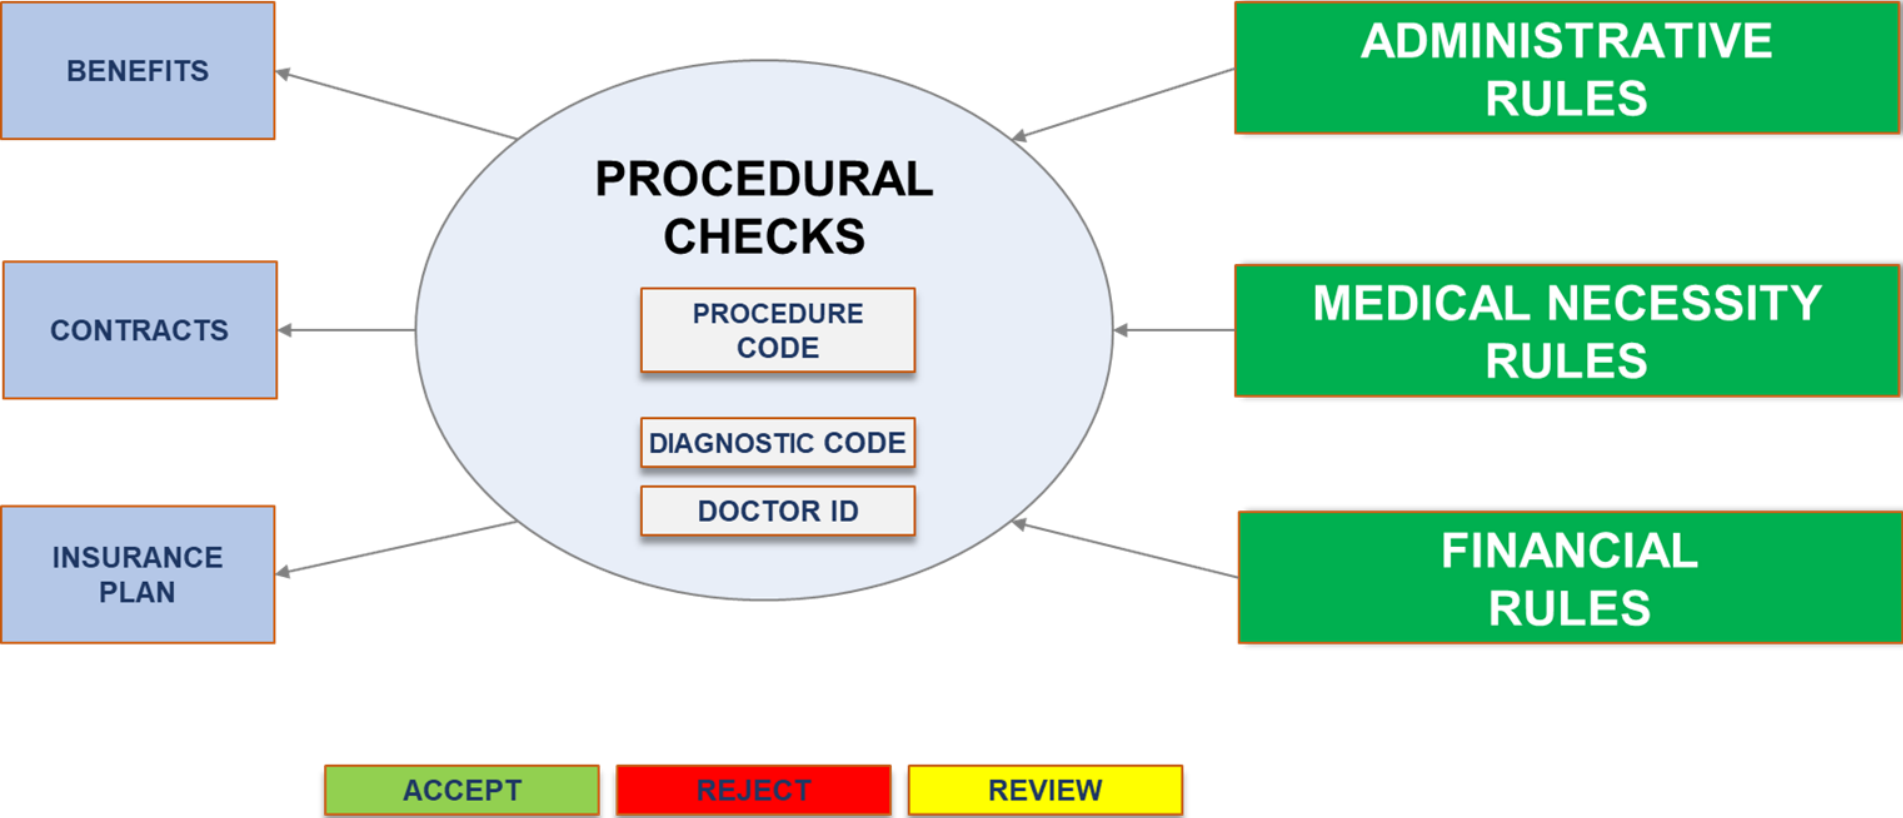 BENEFITS
CONTRACTS
INSURANCE
PLAN
PROCEDURAL
CHECKS
PROCEDURE
CODE
DIAGNOSTIC CODE
DOCTOR ID
ADMINISTRATIVE
RULES
MEDICAL NECESSITY
RULES
FINANCIAL
RULES
ACCEPT
REJECT
REVIEW